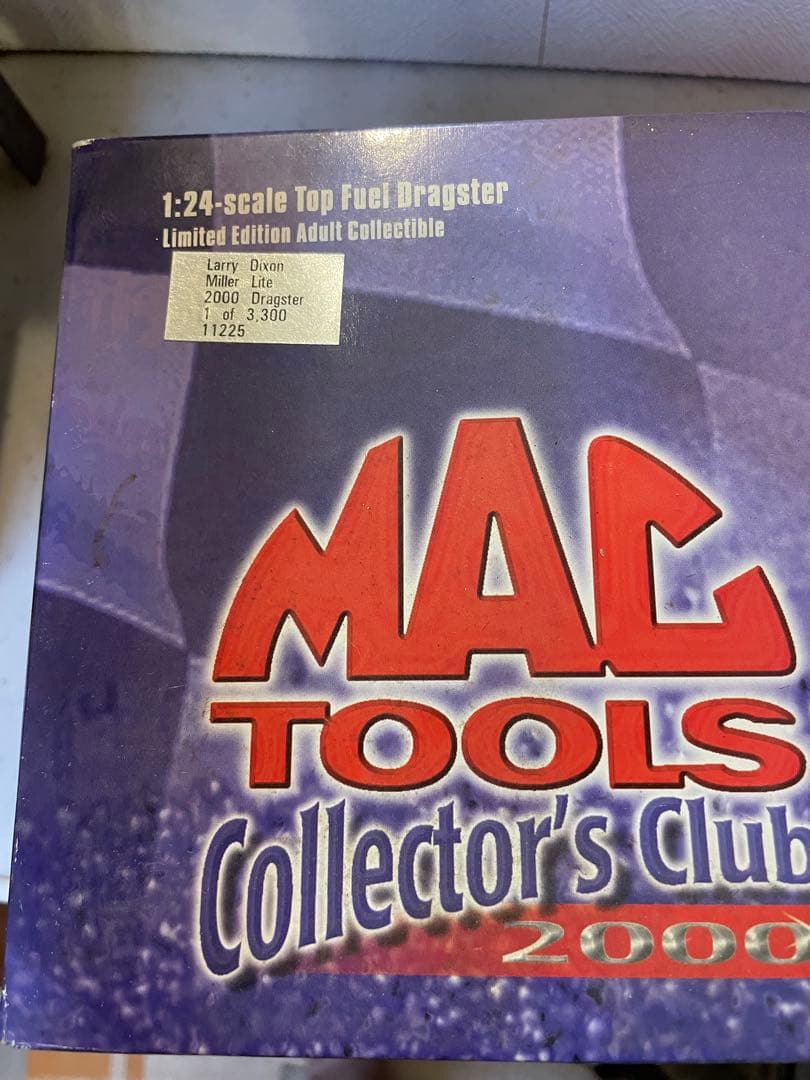 1:24-scale Top Fuel Dragster
Limited Edition Adult Collectible
Larry Dixon
Miller Lite
2000 Dragster
1 of 3,300
11225
MAC
TOOLS
Collector's Club
2000